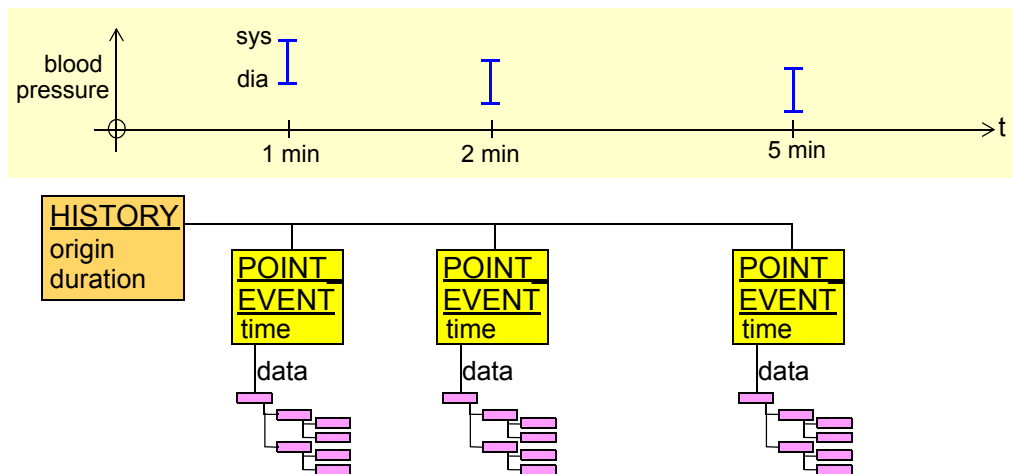 sys
blood
pressure
dia
t
1 min
2 min
5 min
HISTORY
origin
duration
POINT_
EVENT
time
data
POINT_
EVENT
time
data
POINT_
EVENT
time
data